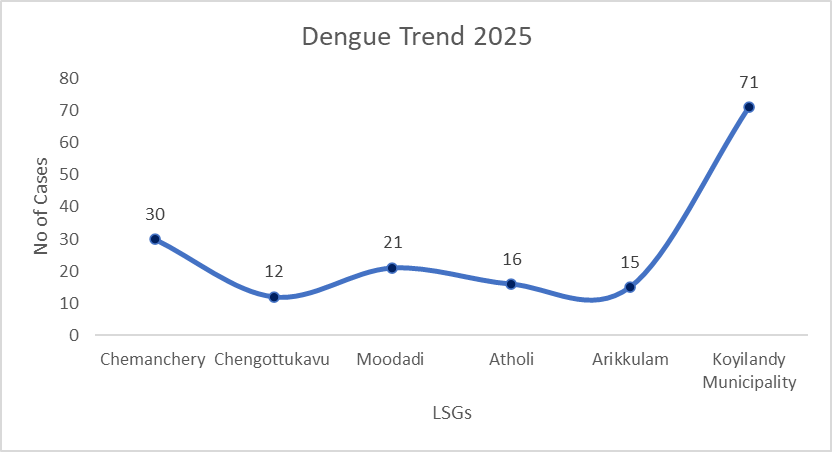 Dengue Trend 2025
No of Cases
80
70
60
50
40
30
20
10
0
30
12
21
16
15
71
Chemanchery
Chengottukavu
Moodadi
Atholi
Arikkulam
Koyilandy
Municipality
LSGs